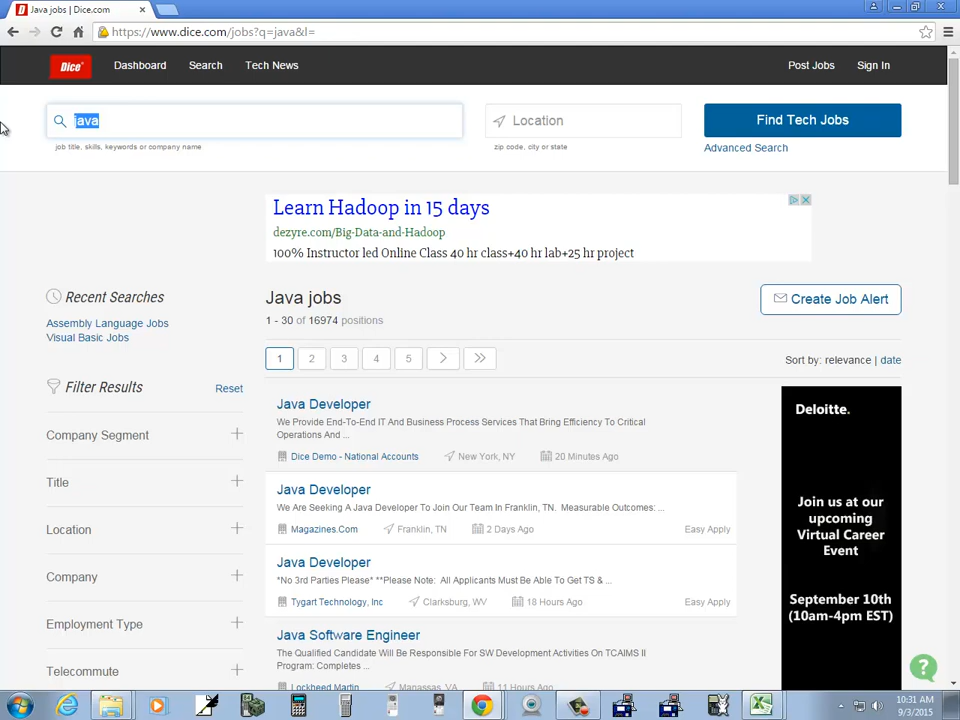 Java jobs | Dice.com
https://www.dice.com/jobs?q=java&l=
Dice
Dashboard
Search
Tech News
Post Jobs
Sign In
java
Location
Find Tech Jobs
job title, skills, keywords or company name
zip code, city or state
Advanced Search
Learn Hadoop in 15 days
dezyre.com/Big-Data-and-Hadoop
100% Instructor led Online Class 40 hr class+40 hr lab+25 hr project
Recent Searches
Assembly Language Jobs
Visual Basic Jobs
Java jobs
1 - 30 of 16974 positions
Create Job Alert
1 2 3 4 5
Sort by: relevance | date
Filter Results
Reset
Company Segment
Title
Location
Company
Employment Type
Telecommute
Java Developer
We Provide End-To-End IT And Business Process Services That Bring Efficiency To Critical
Operations And ...
Dice Demo - National Accounts New York, NY 20 Minutes Ago
Java Developer
We Are Seeking A Java Developer To Join Our Team In Franklin, TN. Measurable Outcomes: ...
Magazines.Com Franklin, TN 2 Days Ago Easy Apply
Java Developer
*No 3rd Parties Please* **Please Note: All Applicants Must Be Able To Get TS & ...
Tygart Technology, Inc Clarksburg, WV 18 Hours Ago Easy Apply
Java Software Engineer
The Qualified Candidate Will Be Responsible For SW Development Activities On TCAIMS II
Program: Completes ...
Lockheed Martin Manassas, VA 11 Hours Ago
Deloitte.
Join us at our
upcoming
Virtual Career
Event
September 10th
(10am-4pm EST)
10:31 AM
9/3/2015